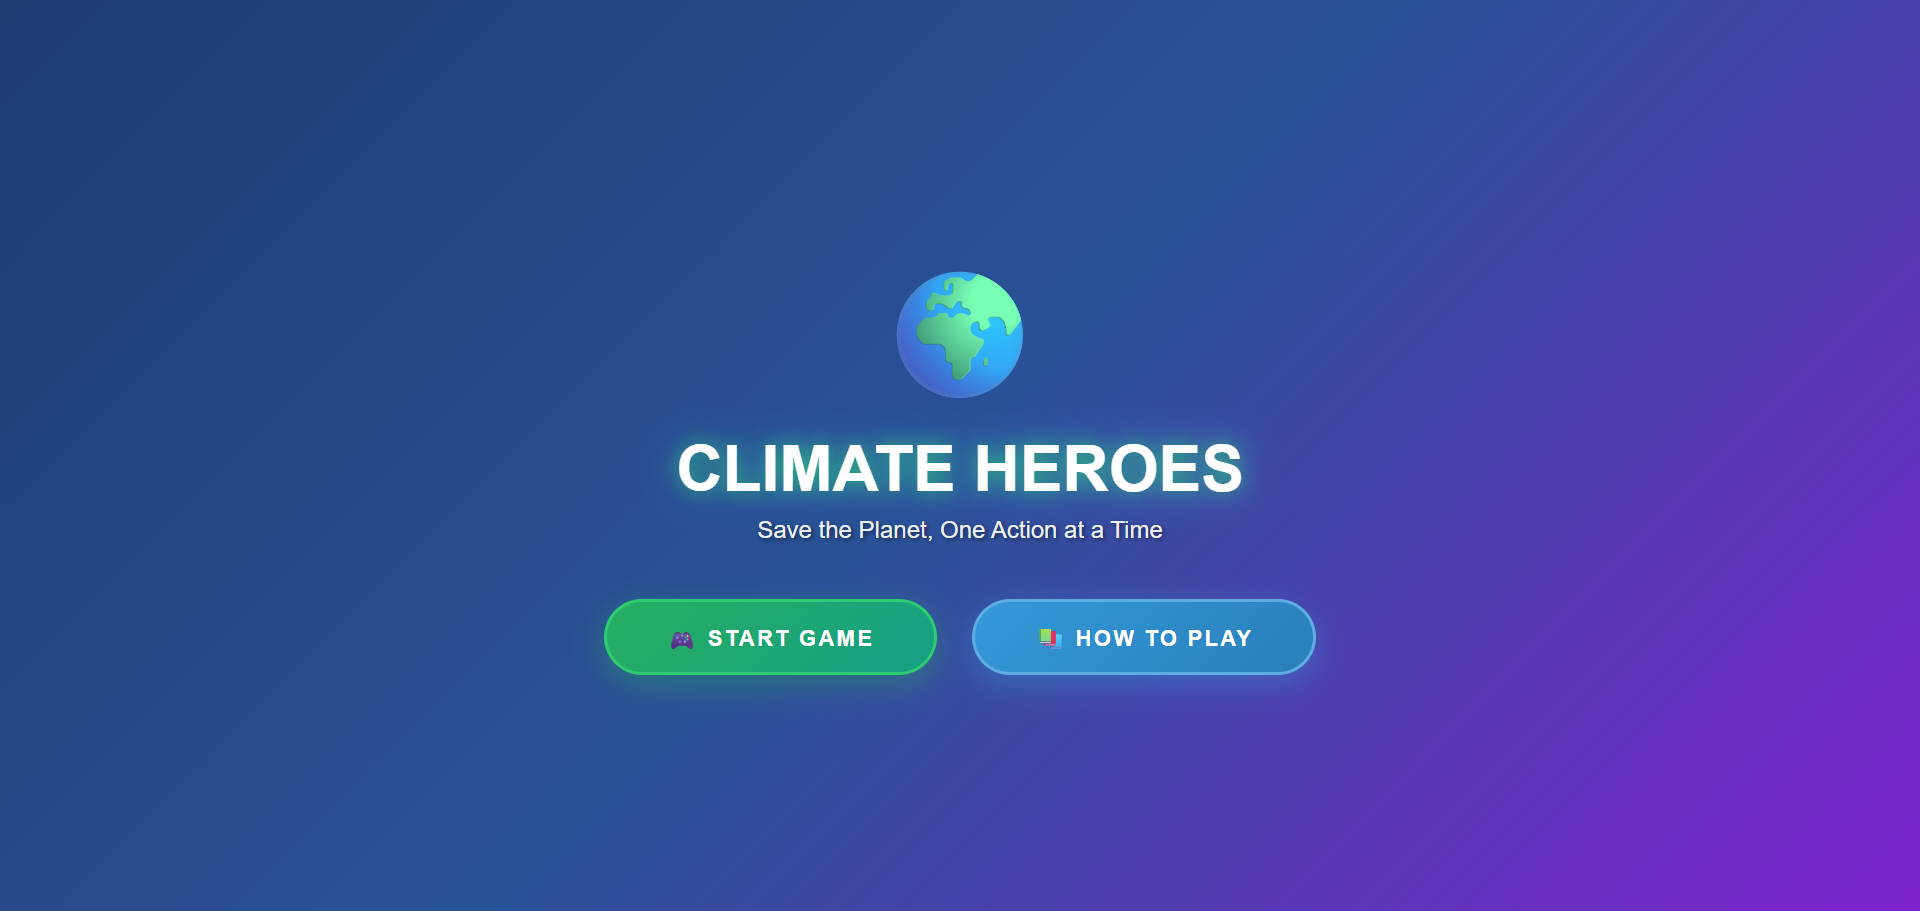 CLIMATE HEROES
Save the Planet, One Action at a Time
START GAME
HOW TO PLAY